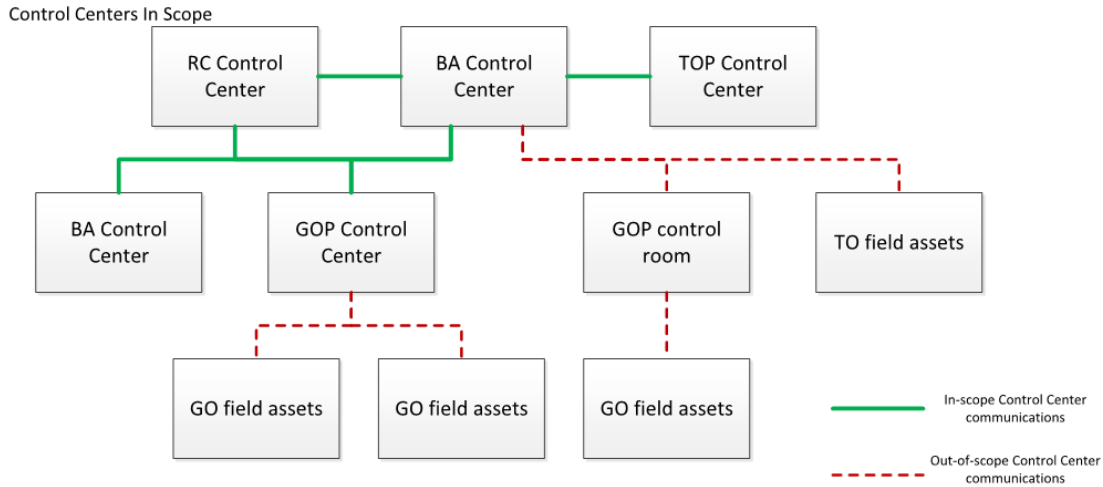 Control Centers In Scope
RC Control
Center
BA Control
Center
TOP Control
Center
BA Control
Center
GOP Control
Center
GOP control
room
TO field assets
GO field assets
GO field assets
GO field assets
In-scope Control Center
communications
Out-of-scope Control Center
communications